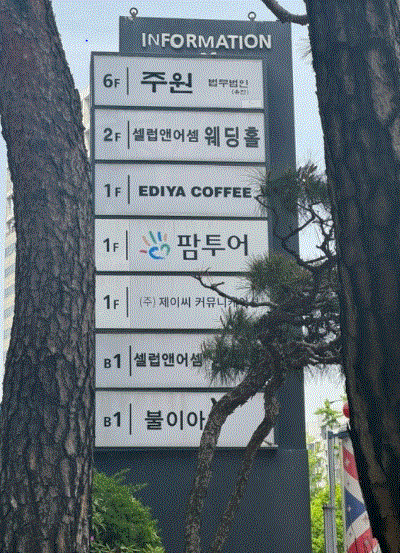 INFORMATION
6F 주원 법무법인
2F 셀럽앤어셈 웨딩홀
1F EDIYA COFFEE
1F 팜투어
1F (주) 제이씨 커뮤니케
B1 셀럽앤어셈
B1 불이아